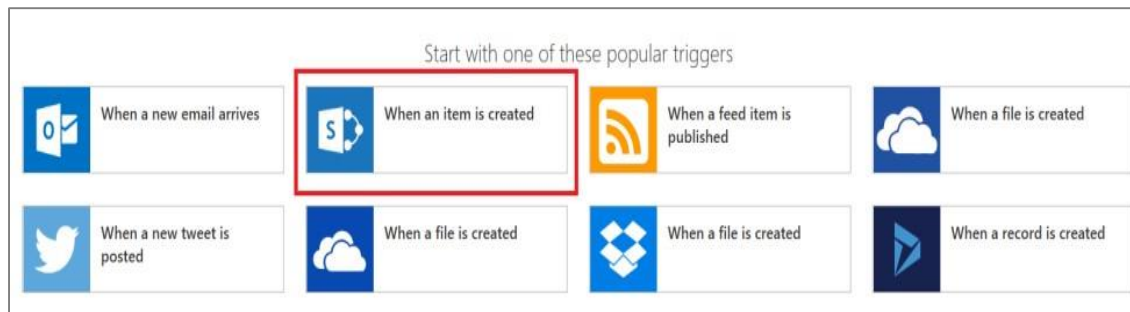 Start with one of these popular triggers
When a new email arrives
When an item is created
When a feed item is
published
When a file is created
When a new tweet is
posted
When a file is created
When a file is created
When a record is created